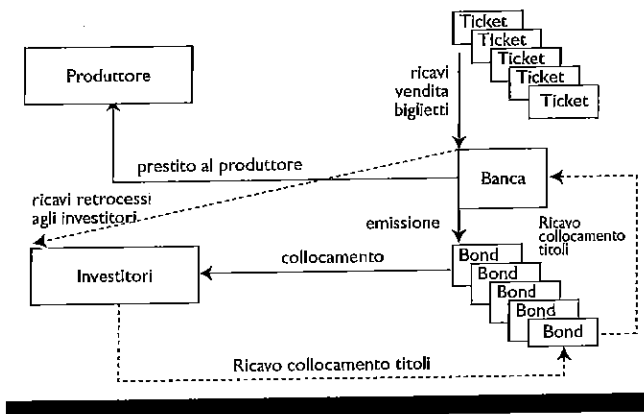 Ticket
Ticket
Ticket
Ticket
Ticket
Produttore
ricavi
vendita
biglietti
prestito al produttore
Banca
ricavi retrocessi
agli investitori
emissione
Ricavo
collocamento
titoli
collocamento
Investitori
Bond
Bond
Bond
Bond
Bond
Ricavo collocamento titoli